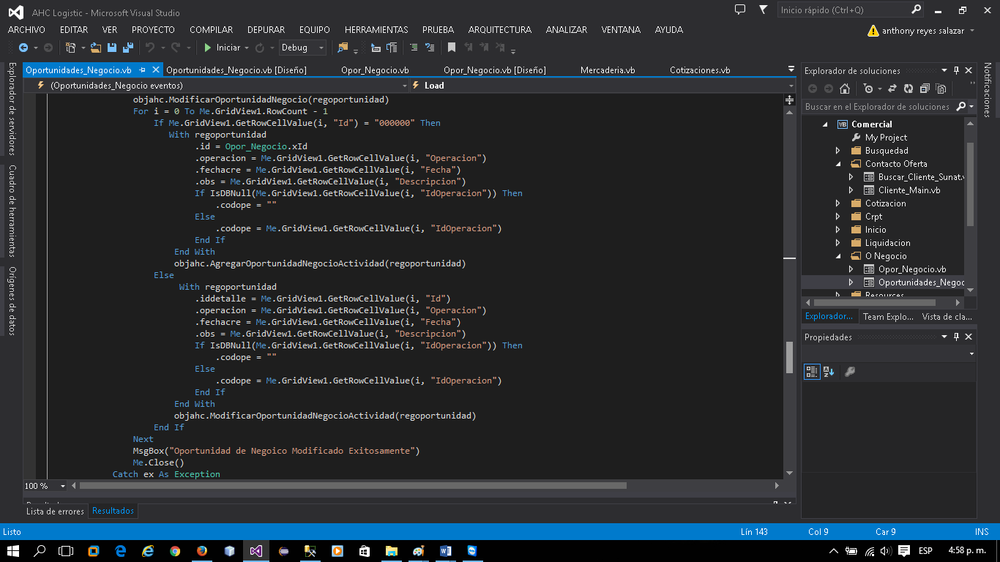 AHC Logistic - Microsoft Visual Studio
Inicio rápido (Ctrl+Q)
ARCHIVO EDITAR VER PROYECTO COMPILAR DEPURAR EQUIPO HERRAMIENTAS PRUEBA ARQUITECTURA ANALIZAR VENTANA AYUDA
anthony reyes salazar
Iniciar Debug
Oportunidades_Negocio.vb Oportunidades_Negocio.vb [Diseño] Opor_Negocio.vb Opor_Negocio.vb [Diseño] Mercaderia.vb Cotizaciones.vb
(Oportunidades_Negocio eventos) Load
Explorador de servidores
Cuadro de herramientas
Orígenes de datos
objahc.ModificarOportunidadNegocio(regoportunidad)
For i = 0 To Me.GridView1.RowCount - 1
If Me.GridView1.GetRowCellValue(i, "Id") = "000000" Then
With regoportunidad
.id = Opor_Negocio.xId
.operacion = Me.GridView1.GetRowCellValue(i, "Operacion")
.fechacre = Me.GridView1.GetRowCellValue(i, "Fecha")
.obs = Me.GridView1.GetRowCellValue(i, "Descripcion")
If IsDBNull(Me.GridView1.GetRowCellValue(i, "IdOperacion")) Then
.codope = ""
Else
.codope = Me.GridView1.GetRowCellValue(i, "IdOperacion")
End If
End With
objahc.AgregarOportunidadNegocioActividad(regoportunidad)
Else
With regoportunidad
.iddetalle = Me.GridView1.GetRowCellValue(i, "Id")
.operacion = Me.GridView1.GetRowCellValue(i, "Operacion")
.fechacre = Me.GridView1.GetRowCellValue(i, "Fecha")
.obs = Me.GridView1.GetRowCellValue(i, "Descripcion")
If IsDBNull(Me.GridView1.GetRowCellValue(i, "IdOperacion")) Then
.codope = ""
Else
.codope = Me.GridView1.GetRowCellValue(i, "IdOperacion")
End If
End With
objahc.ModificarOportunidadNegocioActividad(regoportunidad)
End If
Next
MsgBox("Oportunidad de Negoico Modificado Exitosamente")
Me.Close()
Catch ex As Exception
100 %
Lista de errores Resultados
Explorador de soluciones
Buscar en el Explorador de soluciones
VB Comercial
My Project
Busquedad
Contacto Oferta
Buscar_Cliente_Sunat.v
Cliente_Main.vb
Cotizacion
Crpt
Inicio
Liquidacion
O Negocio
Opor_Negocio.vb
Oportunidades_Negoc
Resources
Explorador... Team Explo... Vista de cla...
Propiedades
Notificaciones
Listo Lín 143 Col 9 Car 9 INS
ESP 4:58 p. m.